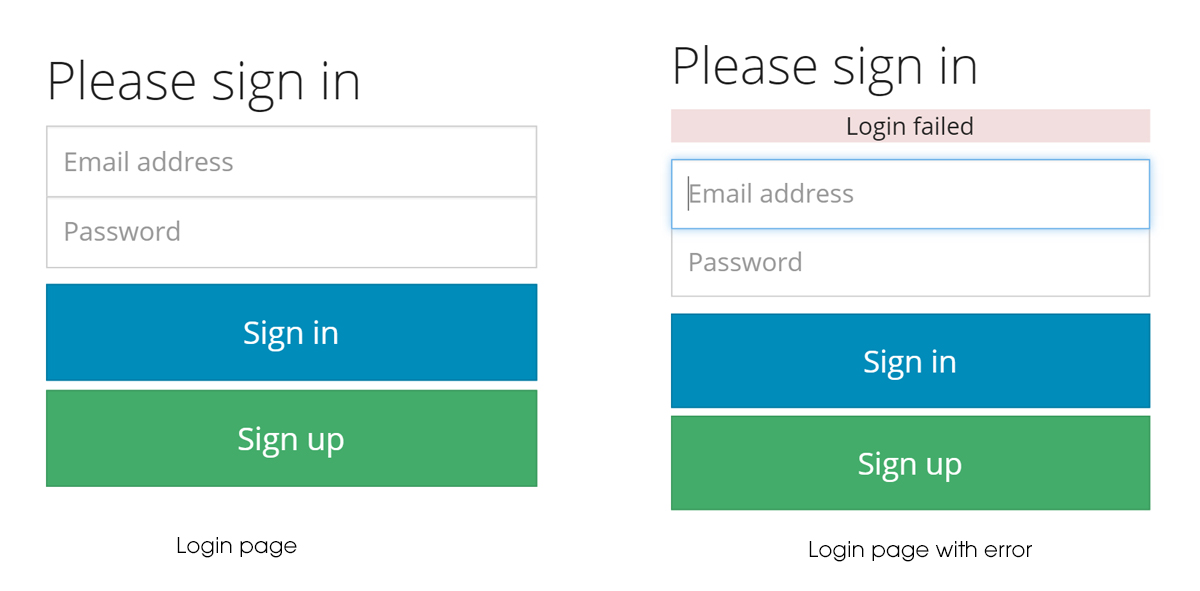 Please sign in
Email address
Password
Sign in
Sign up
Login page
Please sign in
Login failed
Email address
Password
Sign in
Sign up
Login page with error